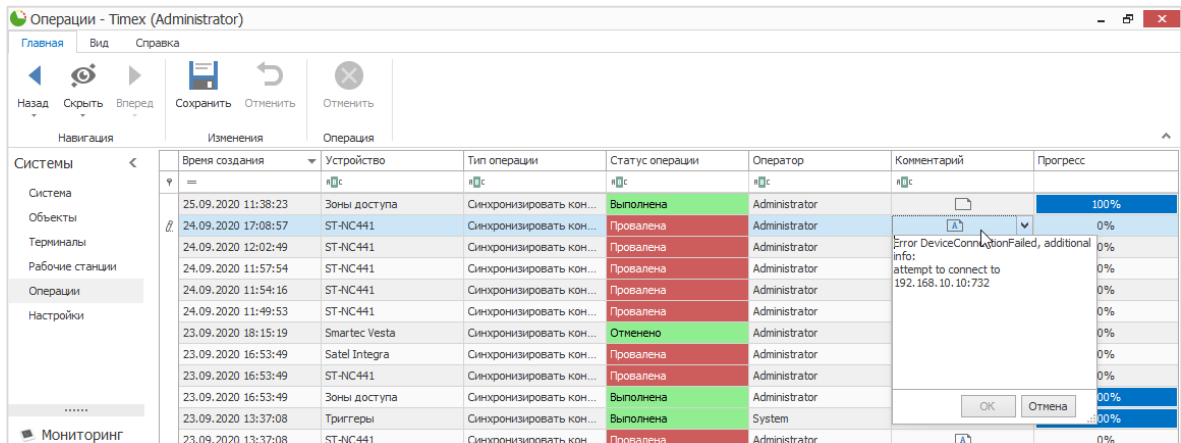 Операции - Timex (Administrator)
Главная Вид Справка
Назад Скрыть Вперед Сохранить Отменить Отменить
Навигация Изменения Операция
Системы
Система
Объекты
Терминалы
Рабочие станции
Операции
Настройки
Мониторинг
Время создания Устройство Тип операции Статус операции Оператор Комментарий Прогресс
25.09.2020 11:38:23 Зоны доступа Синхронизировать кон... Выполнена Administrator 100%
24.09.2020 17:08:57 ST-NC441 Синхронизировать кон... Провалена Administrator 0%
24.09.2020 12:02:49 ST-NC441 Синхронизировать кон... Провалена Administrator 0%
24.09.2020 11:57:54 ST-NC441 Синхронизировать кон... Провалена Administrator 0%
24.09.2020 11:54:16 ST-NC441 Синхронизировать кон... Провалена Administrator 0%
24.09.2020 11:49:53 ST-NC441 Синхронизировать кон... Провалена Administrator 0%
23.09.2020 18:15:19 Smartec Vesta Синхронизировать кон... Отменено Administrator 0%
23.09.2020 16:53:49 Satel Integra Синхронизировать кон... Провалена Administrator 0%
23.09.2020 16:53:49 ST-NC441 Синхронизировать кон... Провалена Administrator 0%
23.09.2020 16:53:49 Зоны доступа Синхронизировать кон... Выполнена Administrator 00%
23.09.2020 13:37:08 Триггеры Синхронизировать кон... Выполнена System 00%
23.09.2020 13:37:08 ST-NC441 Синхронизировать кон... Провалена Administrator 0%
Error DeviceConnectionFailed, additional
info:
attempt to connect to
192.168.10.10:732
OK Отмена